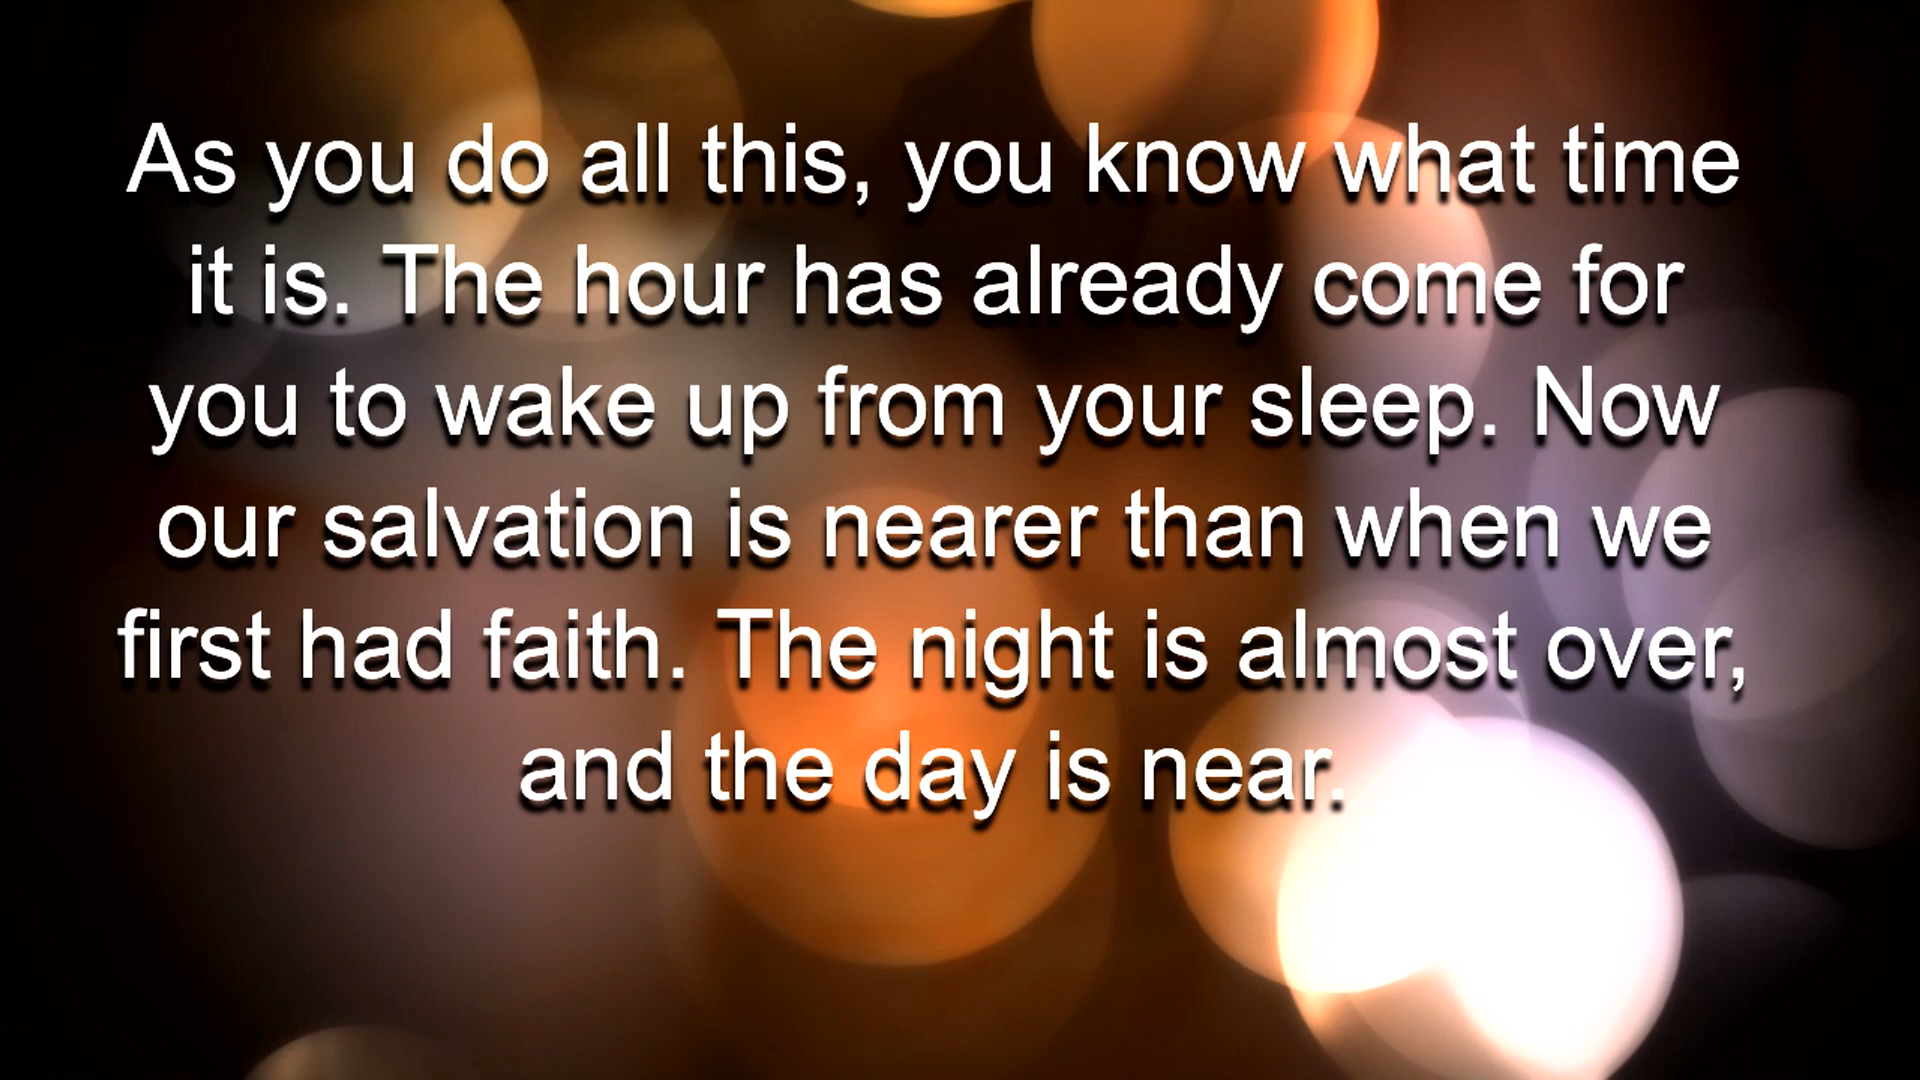 As you do all this, you know what time
it is. The hour has already come for
you to wake up from your sleep. Now
our salvation is nearer than when we
first had faith. The night is almost over,
and the day is near.